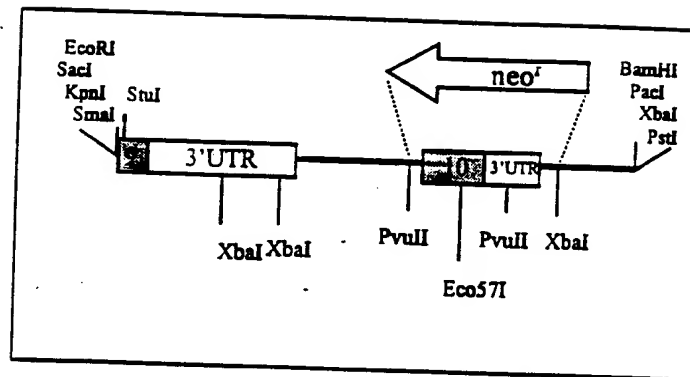 EcoRI
SacI
KpnI StuI
SmaI
neoʳ
BamHI
PacI
XbaI
PstI
3'UTR
3'UTR
XbaI XbaI
PvuII
PvuII XbaI
Eco57I